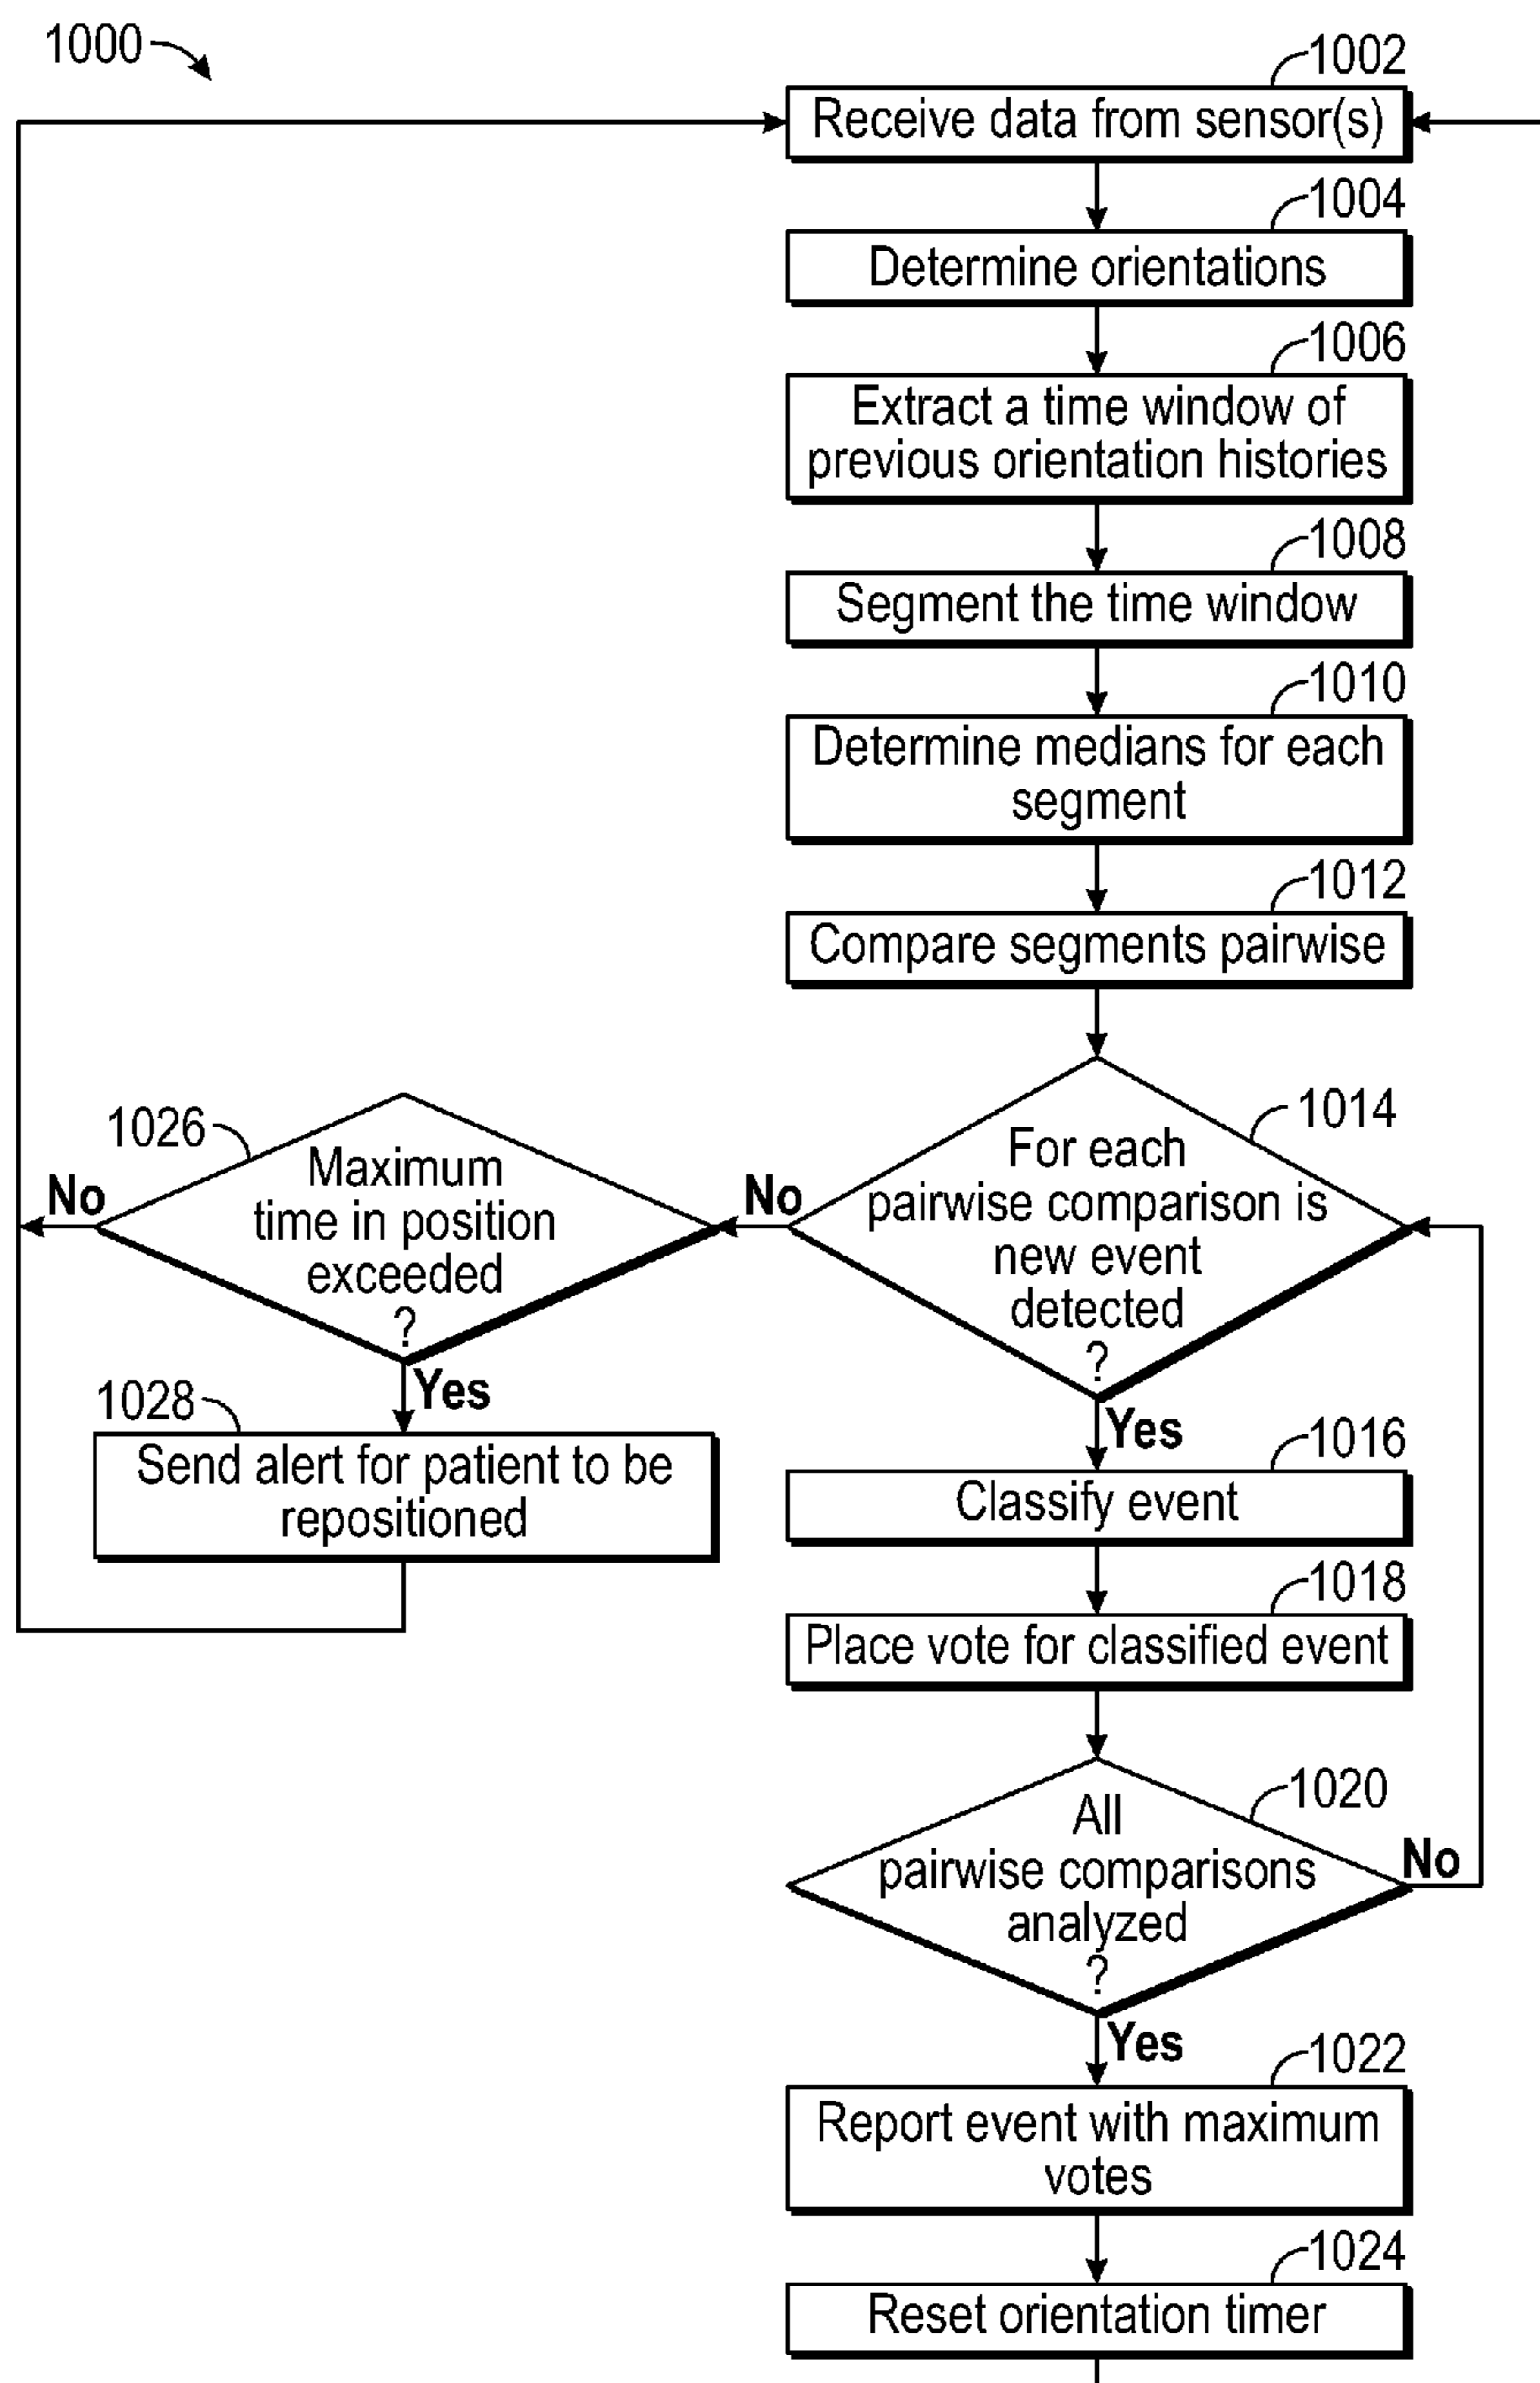 1000
1002
Receive data from sensor(s)
1004
Determine orientations
1006
Extract a time window of
previous orientation histories
1008
Segment the time window
1010
Determine medians for each
segment
1012
Compare segments pairwise
1014
For each
pairwise comparison is
new event
detected
?
No
Yes
1026
Maximum
time in position
exceeded
?
No
Yes
1028
Send alert for patient to be
repositioned
1016
Classify event
1018
Place vote for classified event
1020
All
pairwise comparisons
analyzed
?
No
Yes
1022
Report event with maximum
votes
1024
Reset orientation timer